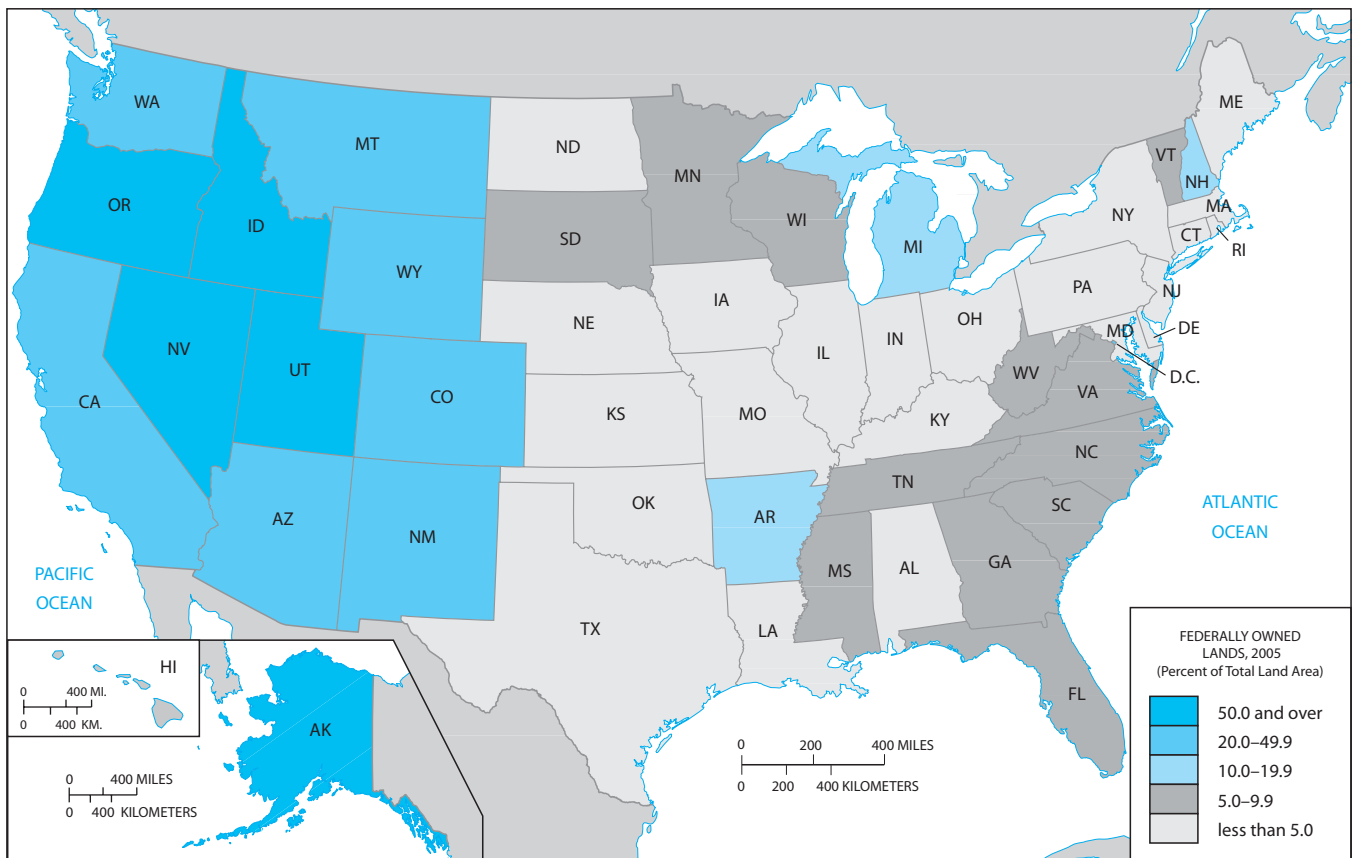 WA
MT
ND
MN
ME
VT
NH
OR
ID
SD
WI
MI
NY
MA
CT
RI
WY
IA
PA
NJ
NE
OH
IN
IL
MD
DE
NV
UT
CO
CA
WV
VA
D.C.
KS
MO
KY
NC
TN
OK
AR
SC
AZ
NM
MS
AL
GA
TX
LA
FL
PACIFIC
OCEAN
ATLANTIC
OCEAN
HI
0 400 MI.
0 400 KM.
AK
0 400 MILES
0 400 KILOMETERS
0 200 400 MILES
0 200 400 KILOMETERS
FEDERALLY OWNED
LANDS, 2005
(Percent of Total Land Area)
50.0 and over
20.0–49.9
10.0–19.9
5.0–9.9
less than 5.0